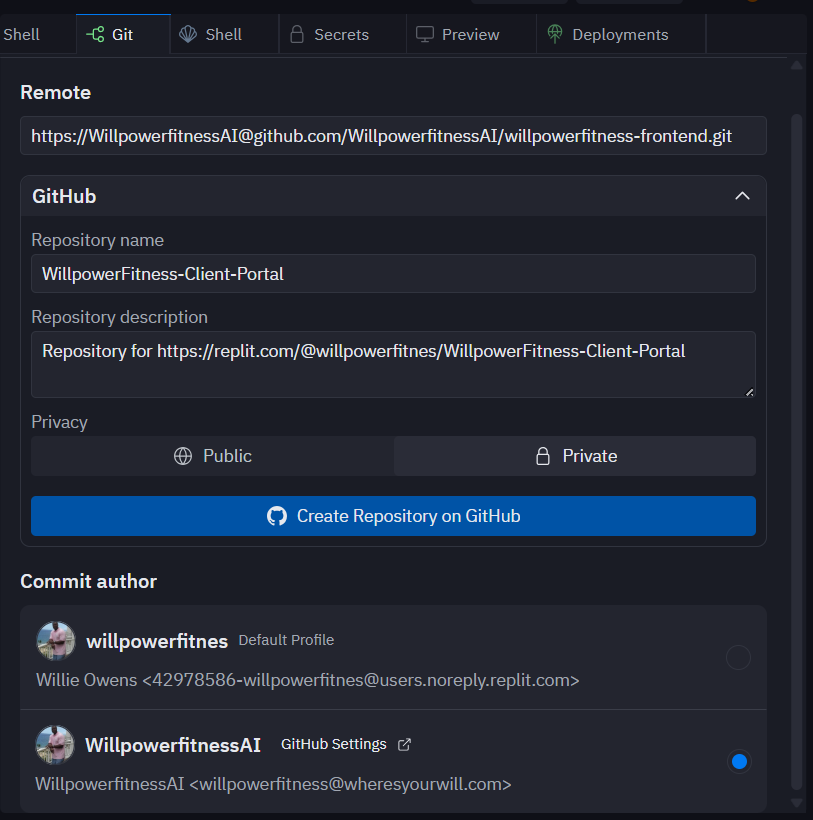 Shell
Git
Shell
Secrets
Preview
Deployments
Remote
https://WillpowerfitnessAI@github.com/WillpowerfitnessAI/willpowerfitness-frontend.git
GitHub
Repository name
WillpowerFitness-Client-Portal
Repository description
Repository for https://replit.com/@willpowerfitnes/WillpowerFitness-Client-Portal
Privacy
Public
Private
Create Repository on GitHub
Commit author
willpowerfitnes Default Profile
Willie Owens <42978586-willpowerfitnes@users.noreply.replit.com>
WillpowerfitnessAI GitHub Settings
WillpowerfitnessAI <willpowerfitness@wheresyourwill.com>